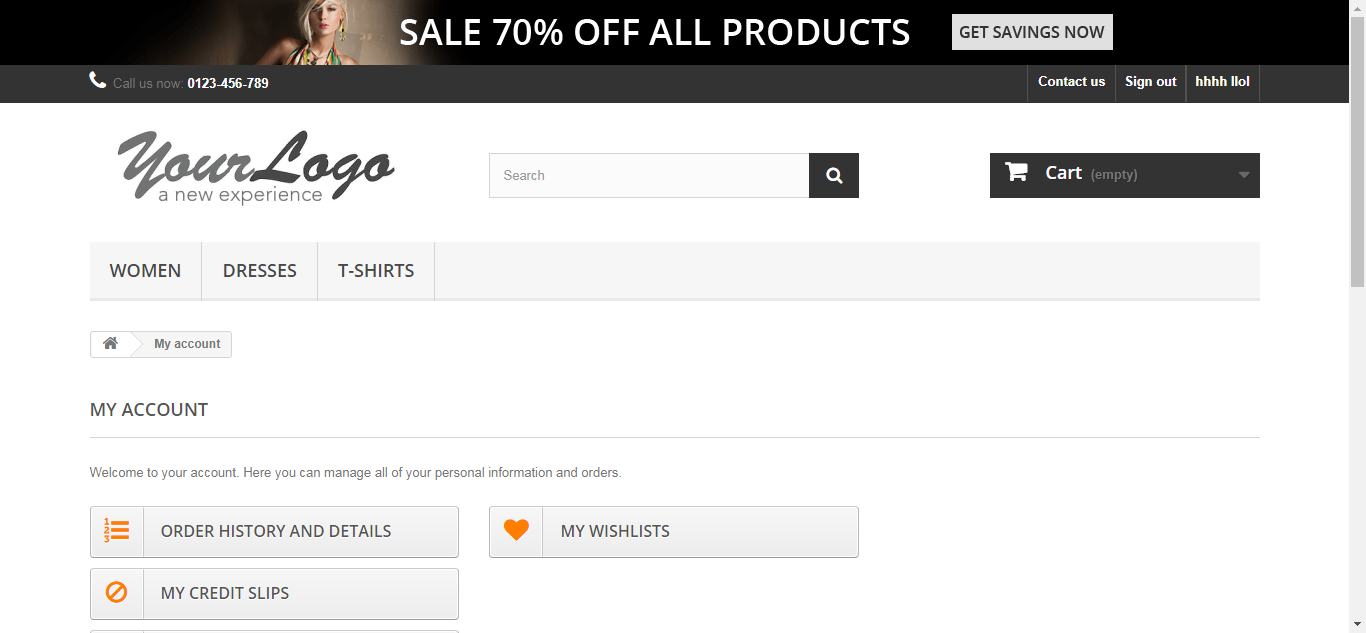 SALE 70% OFF ALL PRODUCTS GET SAVINGS NOW
Call us now: 0123-456-789 Contact us Sign out hhhh llol
YourLogo
a new experience
Search
Cart (empty)
WOMEN DRESSES T-SHIRTS
My account
MY ACCOUNT
Welcome to your account. Here you can manage all of your personal information and orders.
1
2
3
ORDER HISTORY AND DETAILS
MY WISHLISTS
MY CREDIT SLIPS